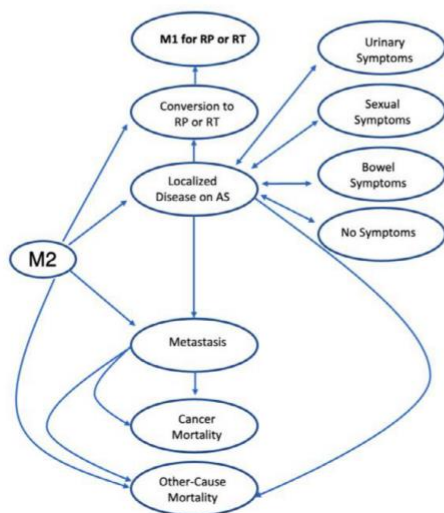 M1 for RP or RT
Urinary
Symptoms
Conversion to
RP or RT
Sexual
Symptoms
Localized
Disease on AS
Bowel
Symptoms
No Symptoms
M2
Metastasis
Cancer
Mortality
Other-Cause
Mortality